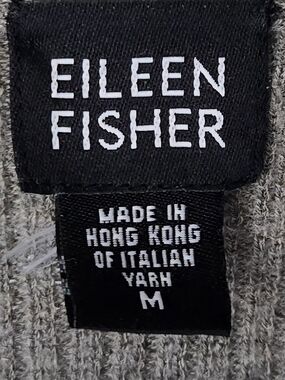 EILEEN
FISHER
MADE IN
HONG KONG
OF ITALIAN
YARN
M